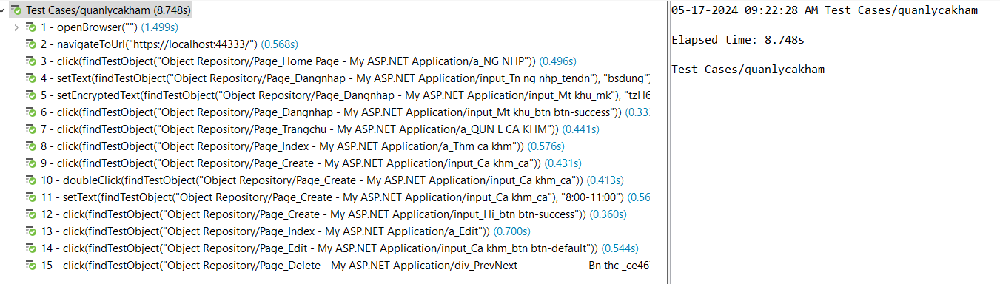 Test Cases/quanlycakham (8.748s)
1 - openBrowser("") (1.499s)
2 - navigateToUrl("https://localhost:44333/") (0.568s)
3 - click(findTestObject("Object Repository/Page_Home Page - My ASP.NET Application/a_NG NHP")) (0.496s)
4 - setText(findTestObject("Object Repository/Page_Dangnhap - My ASP.NET Application/input_Tn ng nhp_tendn"), "bsdung")
5 - setEncryptedText(findTestObject("Object Repository/Page_Dangnhap - My ASP.NET Application/input_Mt khu_mk"), "tzH6
6 - click(findTestObject("Object Repository/Page_Dangnhap - My ASP.NET Application/input_Mt khu_btn btn-success")) (0.333
7 - click(findTestObject("Object Repository/Page_Trangchu - My ASP.NET Application/a_QUN L CA KHM")) (0.441s)
8 - click(findTestObject("Object Repository/Page_Index - My ASP.NET Application/a_Thm ca khm")) (0.576s)
9 - click(findTestObject("Object Repository/Page_Create - My ASP.NET Application/input_Ca khm_ca")) (0.431s)
10 - doubleClick(findTestObject("Object Repository/Page_Create - My ASP.NET Application/input_Ca khm_ca")) (0.413s)
11 - setText(findTestObject("Object Repository/Page_Create - My ASP.NET Application/input_Ca khm_ca"), "8:00-11:00") (0.56
12 - click(findTestObject("Object Repository/Page_Create - My ASP.NET Application/input_Hi_btn btn-success")) (0.360s)
13 - click(findTestObject("Object Repository/Page_Index - My ASP.NET Application/a_Edit")) (0.700s)
14 - click(findTestObject("Object Repository/Page_Edit - My ASP.NET Application/input_Ca khm_btn btn-default")) (0.544s)
15 - click(findTestObject("Object Repository/Page_Delete - My ASP.NET Application/div_PrevNext Bn thc _ce46
05-17-2024 09:22:28 AM Test Cases/quanlycakham
Elapsed time: 8.748s
Test Cases/quanlycakham